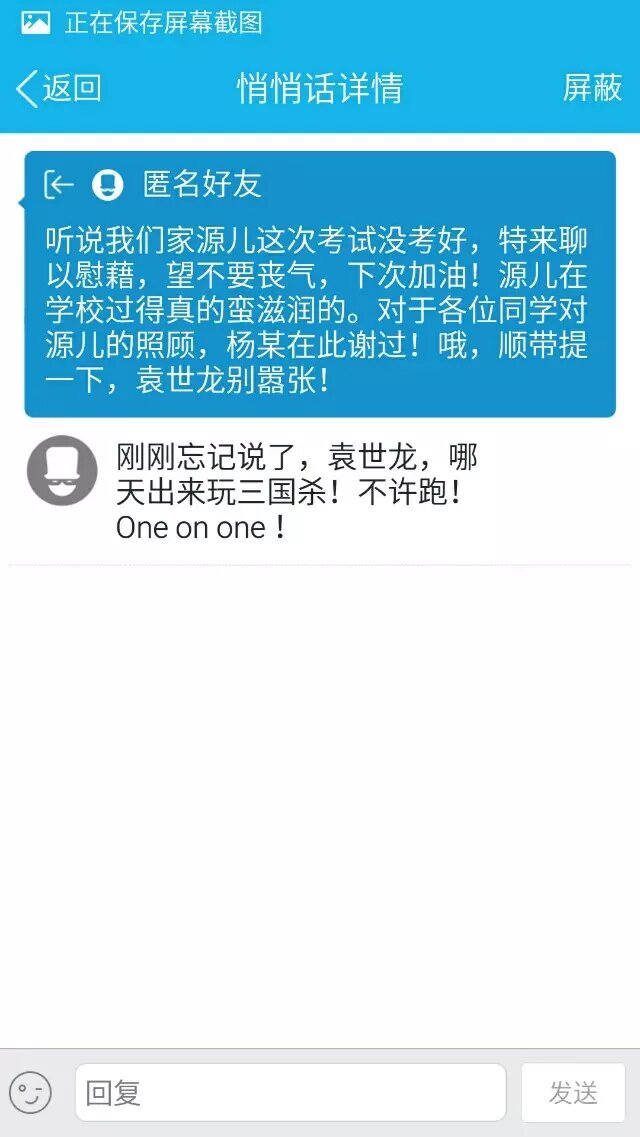 正在保存屏幕截图
返回
悄悄话详情
屏蔽
匿名好友
听说我们家源儿这次考试没考好，特来聊
以慰藉，望不要丧气，下次加油！源儿在
学校过得真的蛮滋润的。对于各位同学对
源儿的照顾，杨某在此谢过！哦，顺带提
一下，袁世龙别嚣张！
刚刚忘记说了，袁世龙，哪
天出来玩三国杀！不许跑！
One on one！
回复
发送